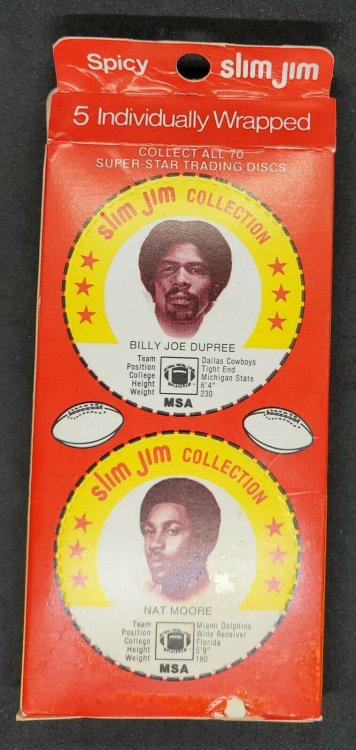 Spicy slim jim
5 Individually Wrapped
COLLECT ALL 70
SUPER-STAR TRADING DISCS
slim jim COLLECTION
BILLY JOE DUPREE
Team Dallas Cowboys
Position Tight End
College Michigan State
Height 6'4"
Weight 230
MSA
slim jim COLLECTION
NAT MOORE
Team Miami Dolphins
Position Wide Receiver
College Florida
Height 5'9"
Weight 180
MSA